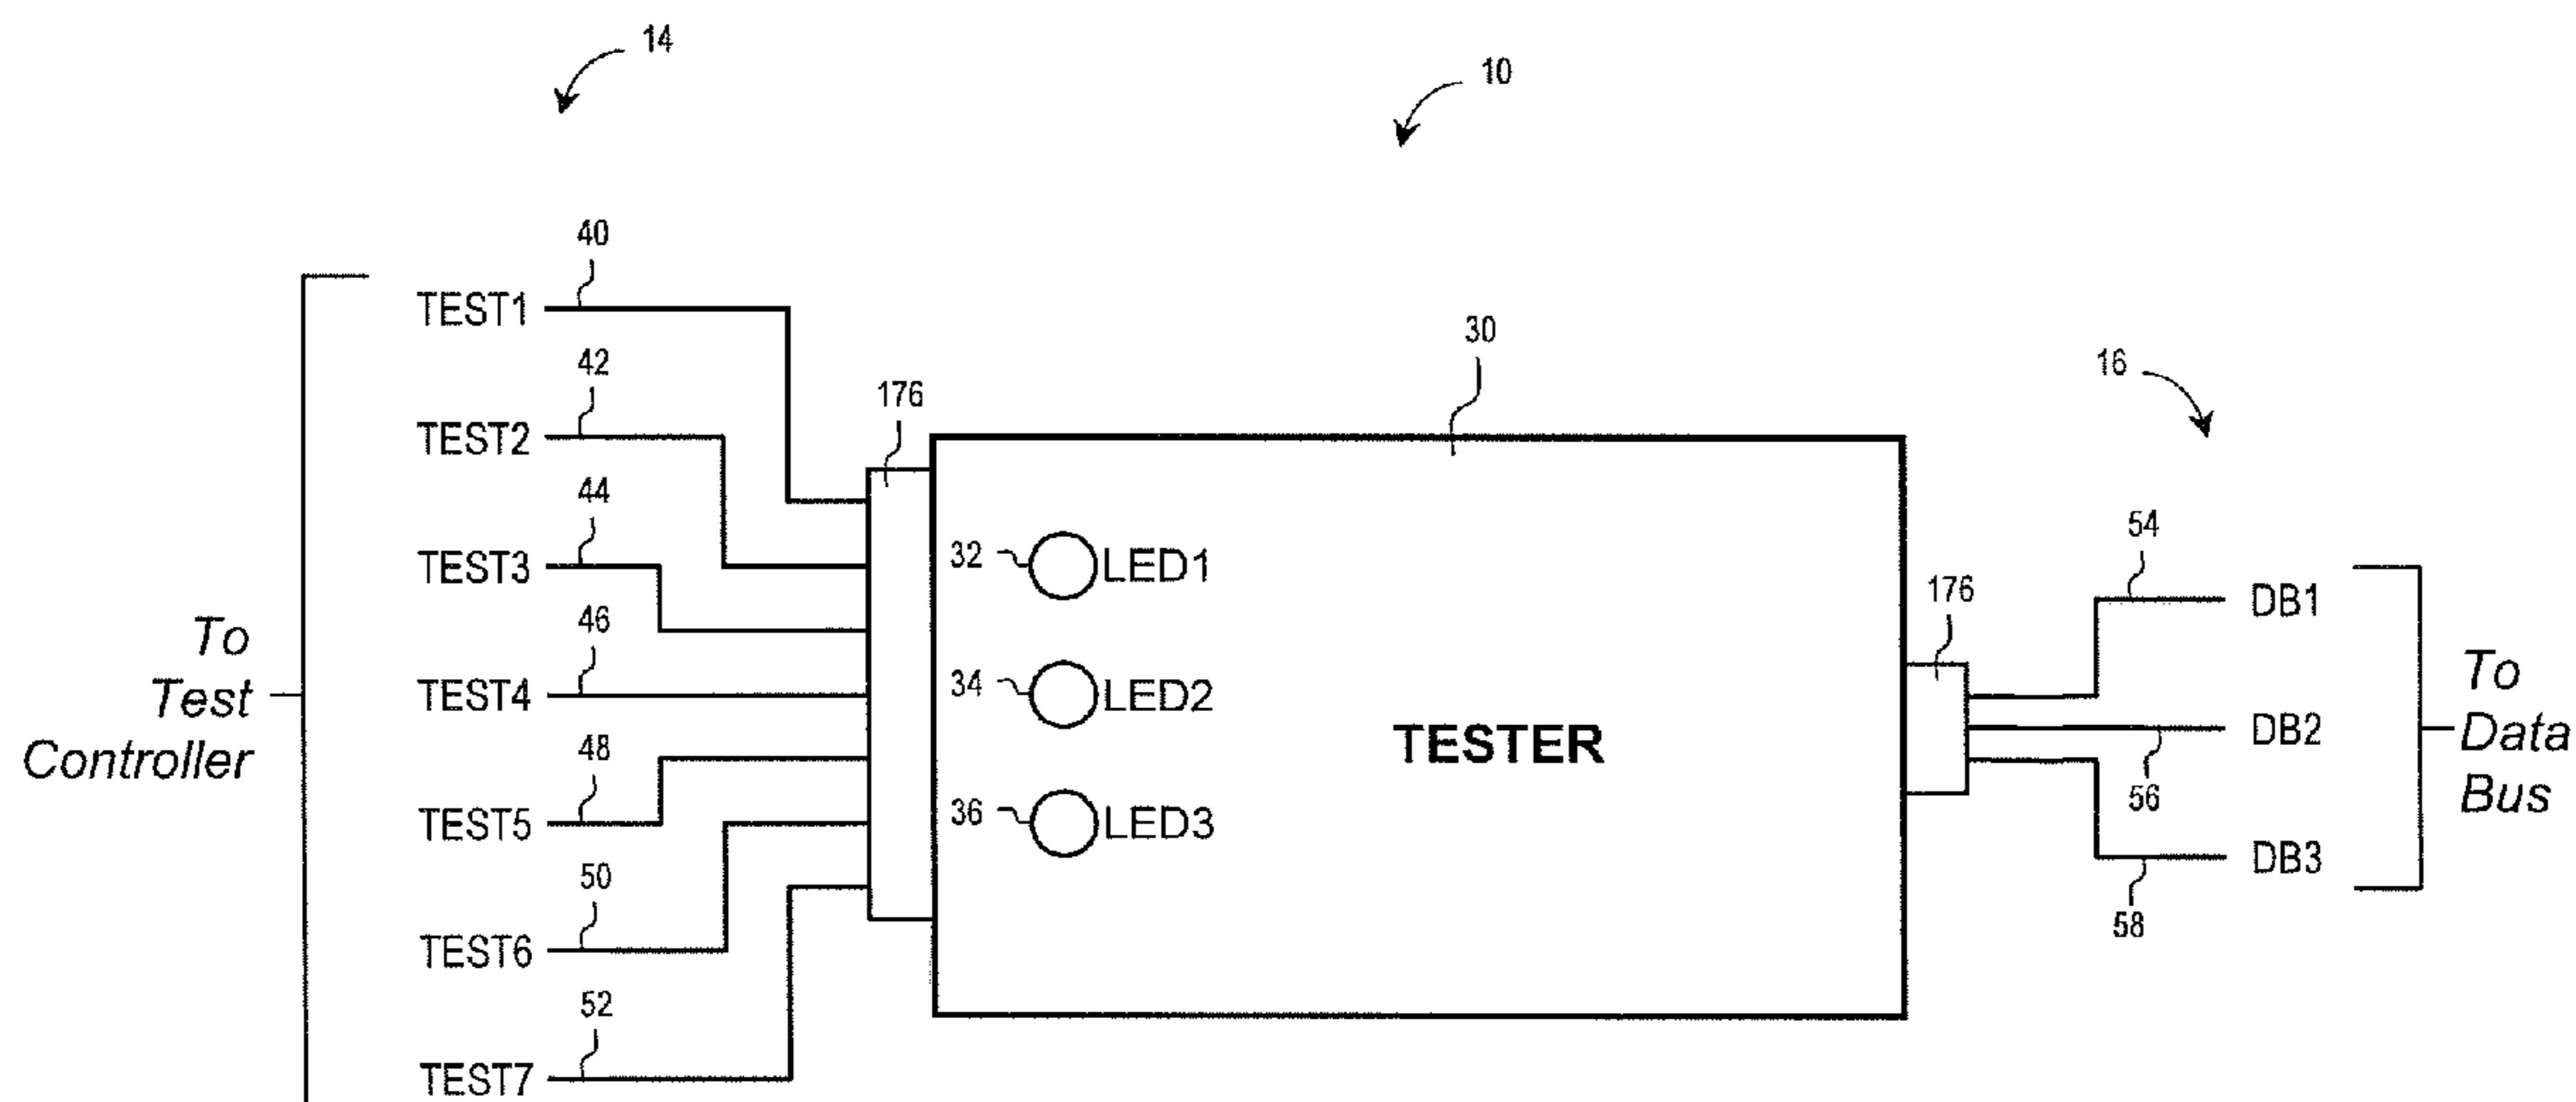 14
10
40
TEST1
30
42
16
176
TEST2
44
54
32
LED1
TEST3
176
DB1
46
To
Test
Controller
34
LED2
TEST4
TESTER
DB2
To
Data
Bus
48
56
36
LED3
TEST5
DB3
50
58
TEST6
52
TEST7